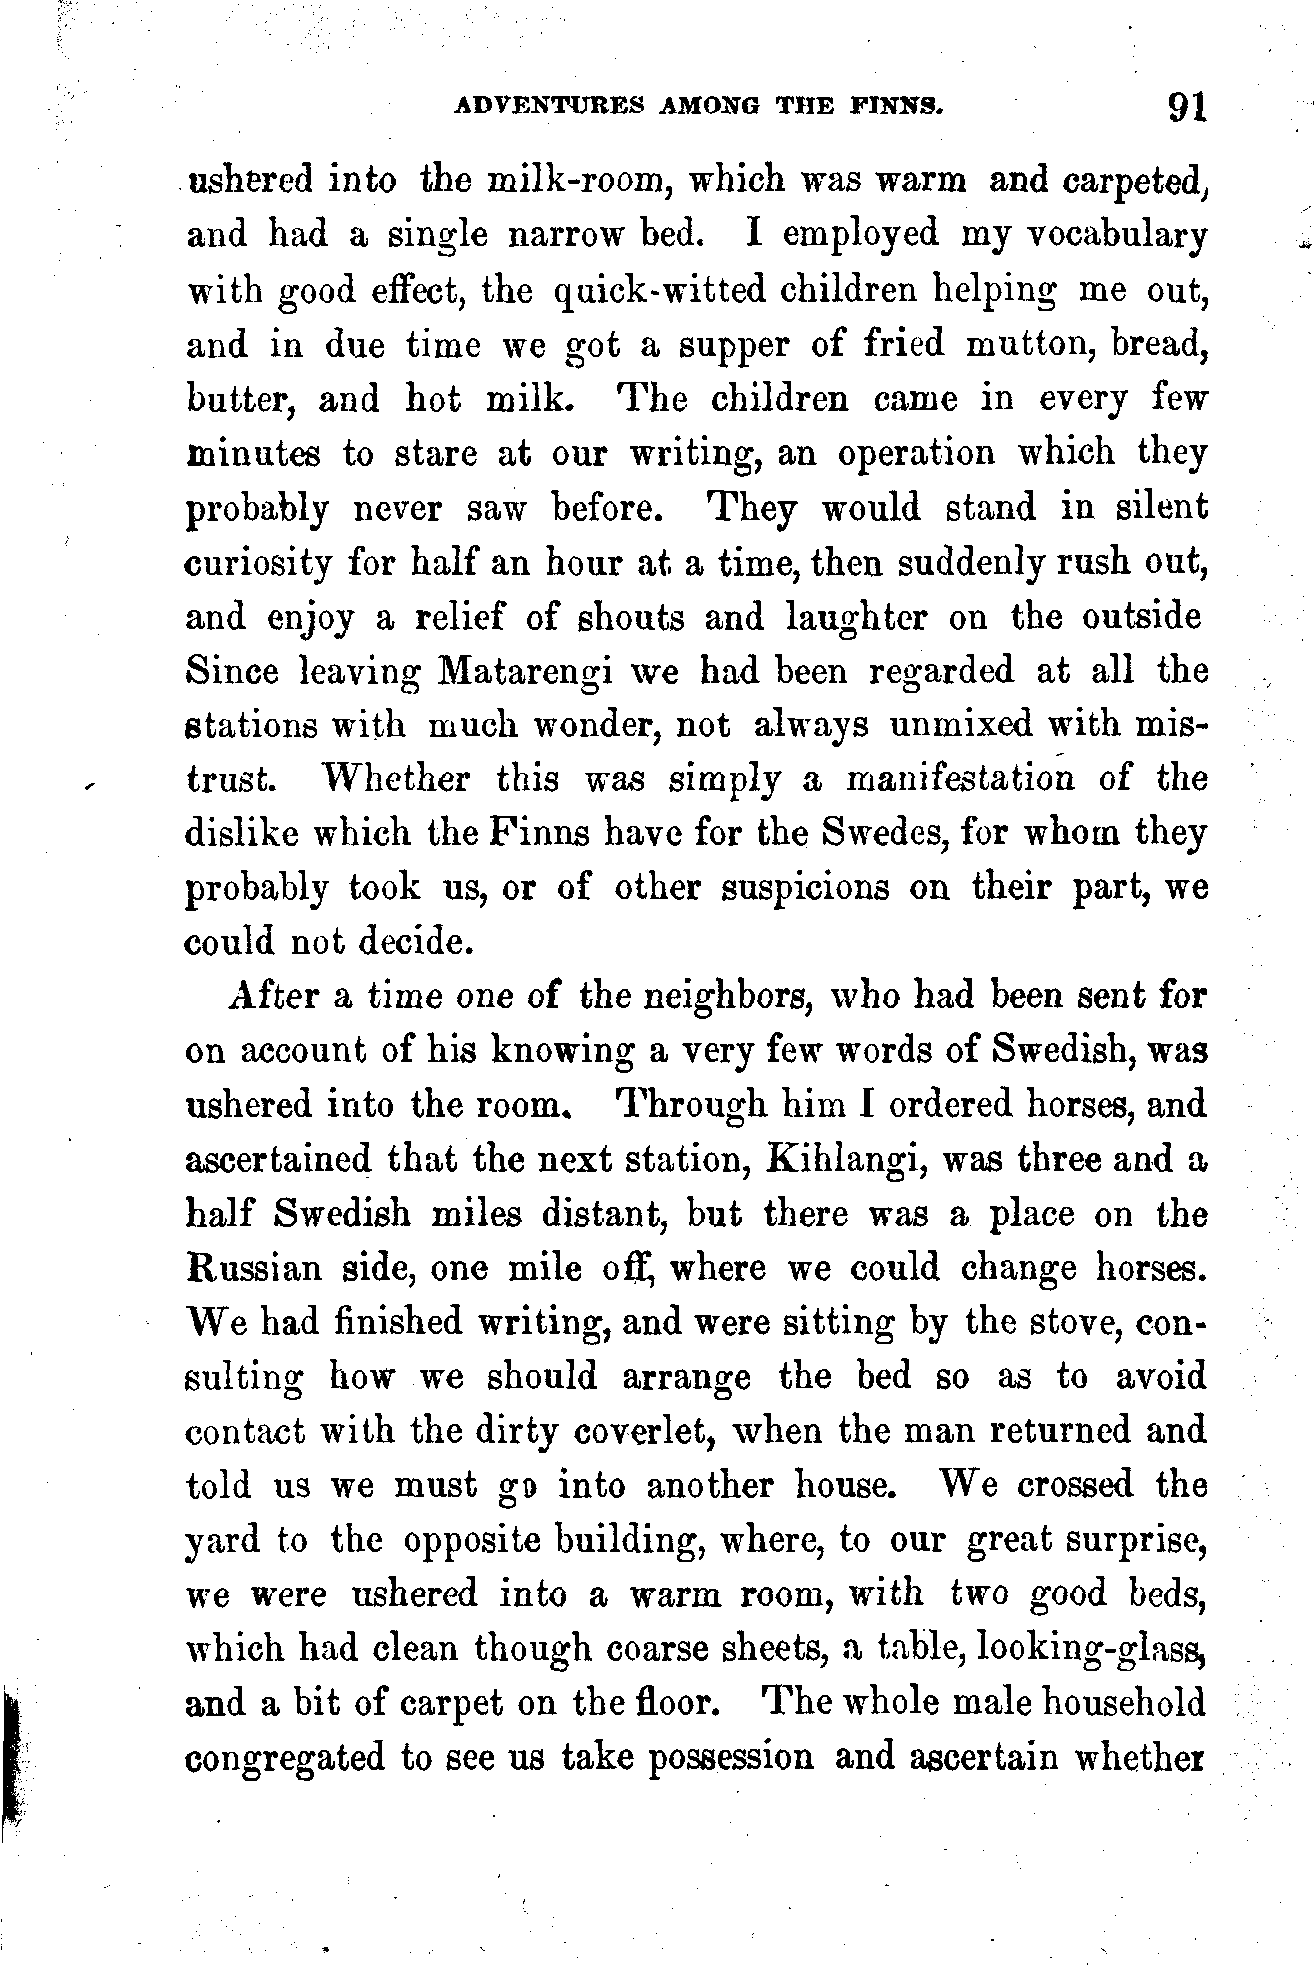 ADVENTURES AMONG THE FINNS. 91
ushered into the milk-room, which was warm and carpeted,
and had a single narrow bed. I employed my vocabulary
with good effect, the quick-witted children helping me out,
and in due time we got a supper of fried mutton, bread,
butter, and hot milk. The children came in every few
minutes to stare at our writing, an operation which they
probably never saw before. They would stand in silent
curiosity for half an hour at a time, then suddenly rush out,
and enjoy a relief of shouts and laughter on the outside
Since leaving Matarengi we had been regarded at all the
stations with much wonder, not always unmixed with mis-
trust. Whether this was simply a manifestation of the
dislike which the Finns have for the Swedes, for whom they
probably took us, or of other suspicions on their part, we
could not decide.
After a time one of the neighbors, who had been sent for
on account of his knowing a very few words of Swedish, was
ushered into the room. Through him I ordered horses, and
ascertained that the next station, Kihlangi, was three and a
half Swedish miles distant, but there was a place on the
Russian side, one mile off, where we could change horses.
We had finished writing, and were sitting by the stove, con-
sulting how we should arrange the bed so as to avoid
contact with the dirty coverlet, when the man returned and
told us we must go into another house. We crossed the
yard to the opposite building, where, to our great surprise,
we were ushered into a warm room, with two good beds,
which had clean though coarse sheets, a table, looking-glass,
and a bit of carpet on the floor. The whole male household
congregated to see us take possession and ascertain whether